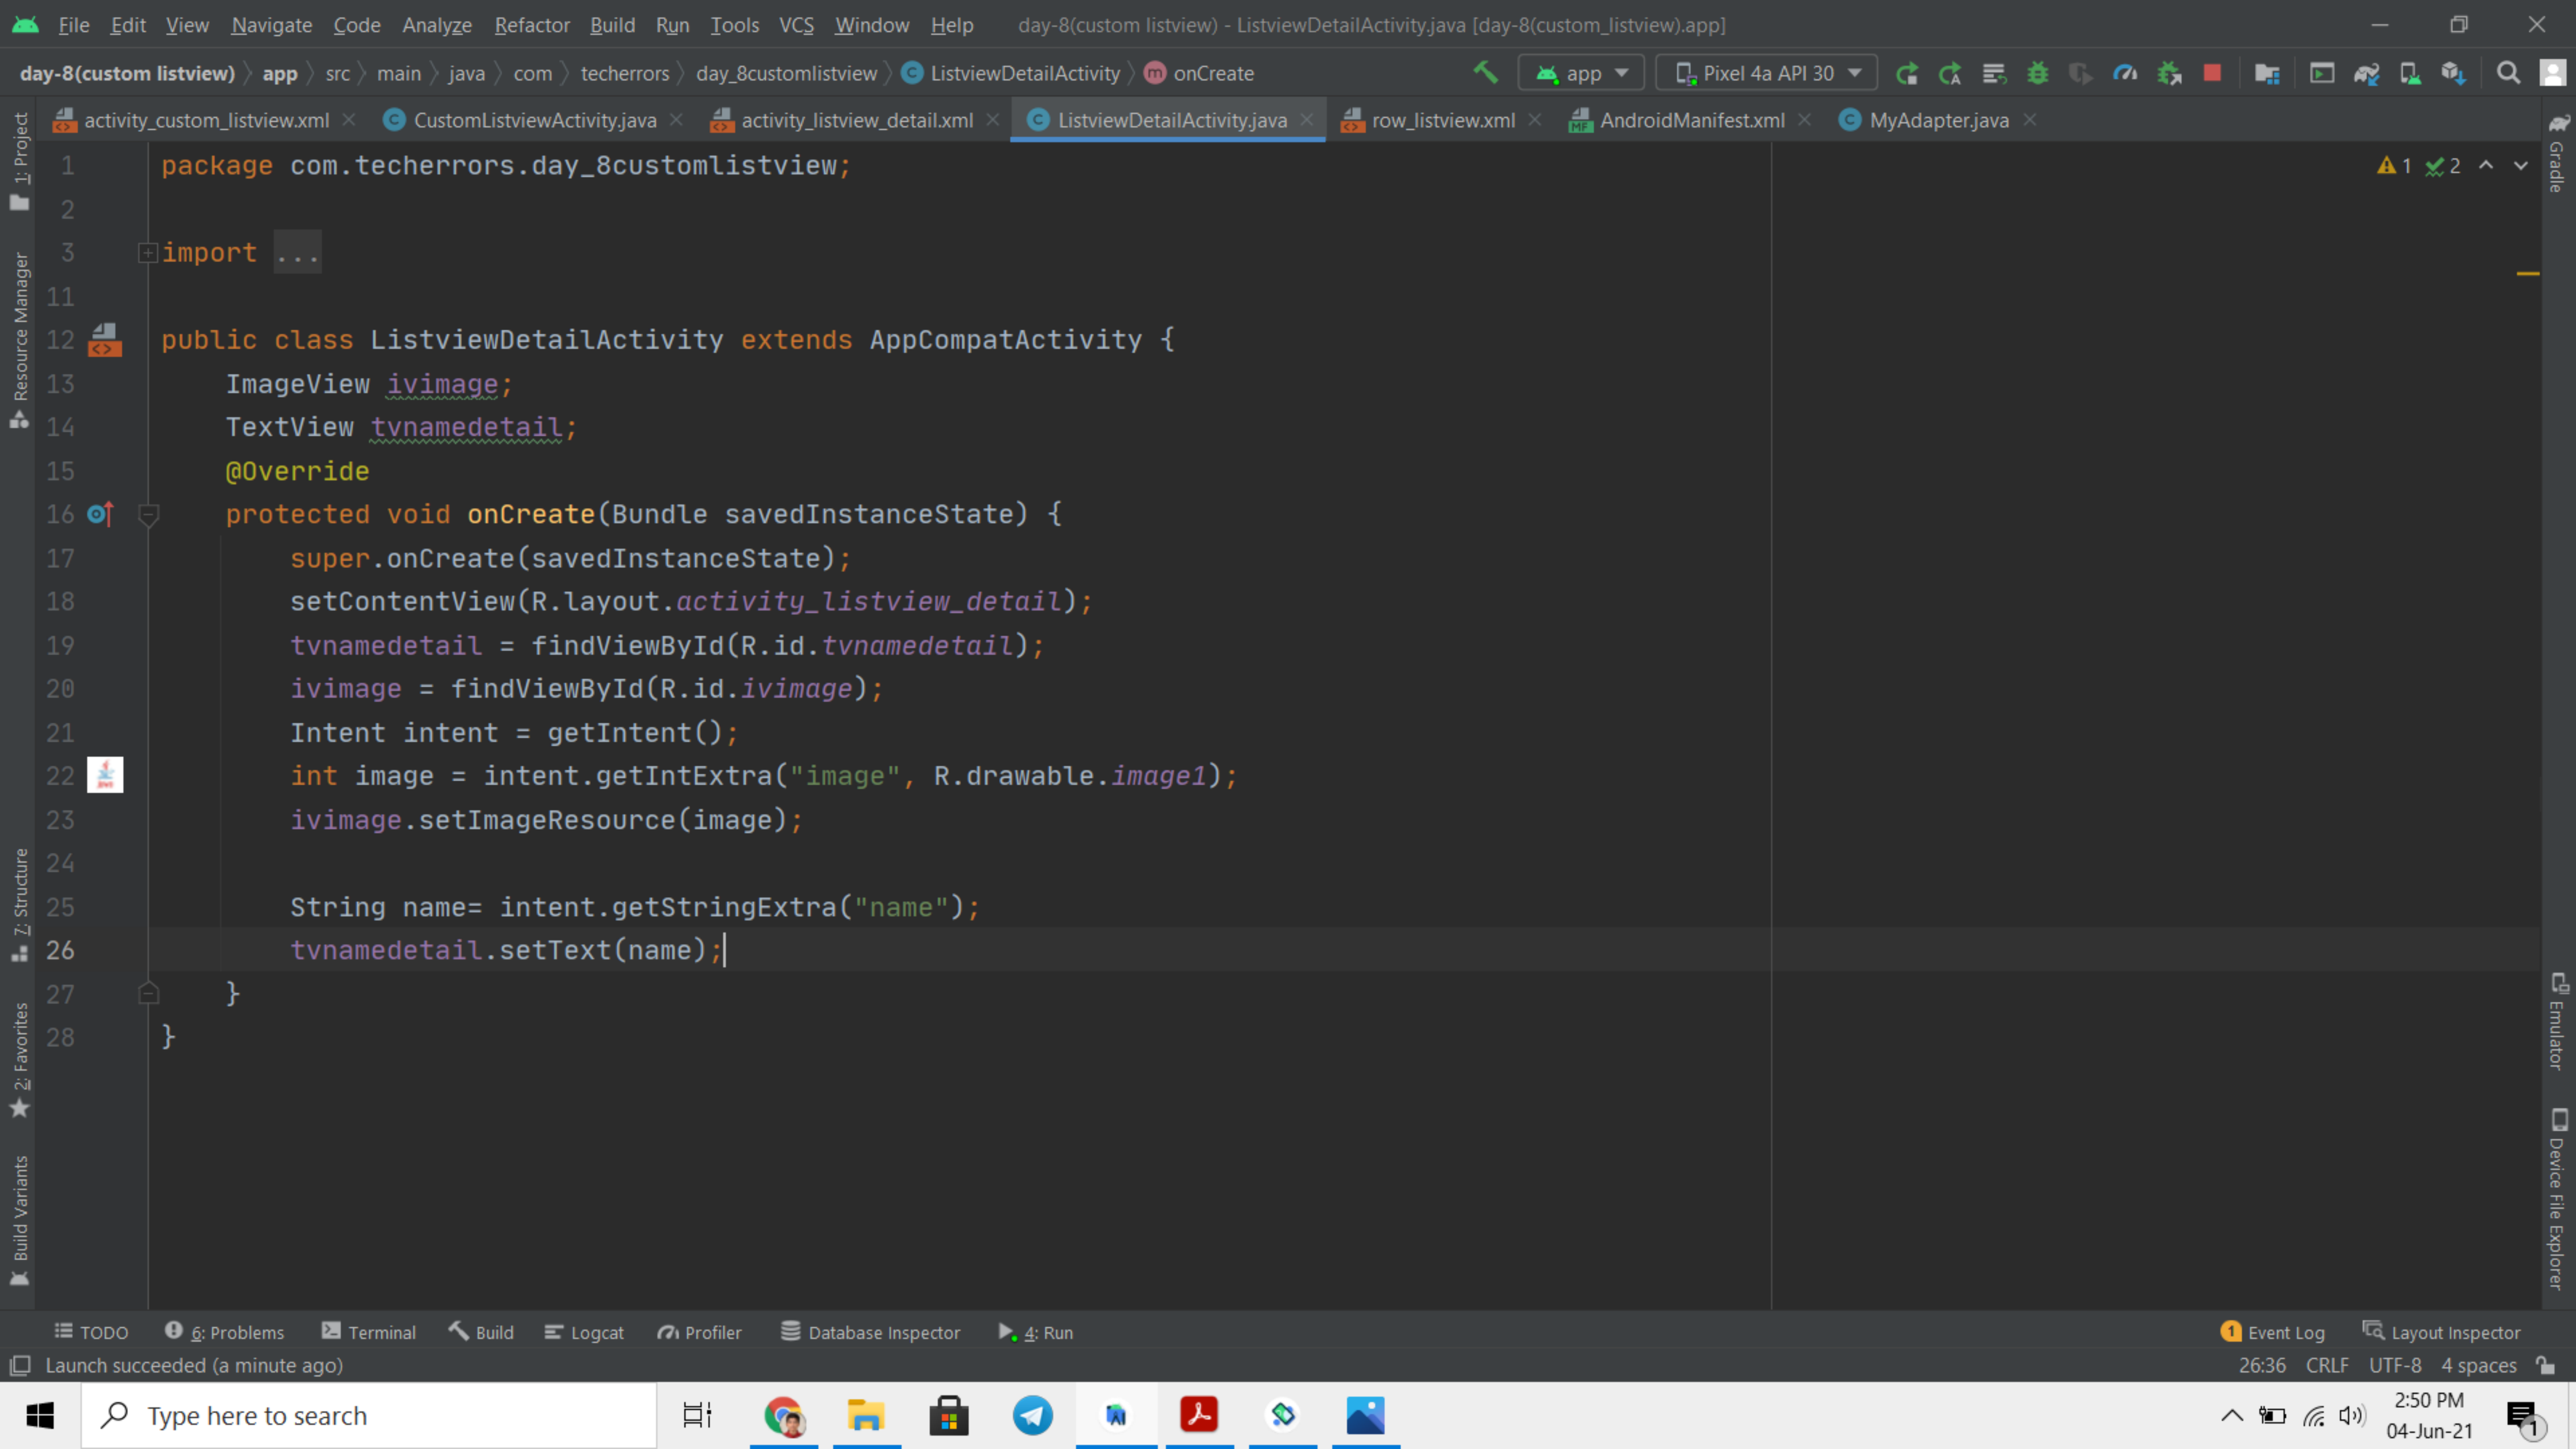 File Edit View Navigate Code Analyze Refactor Build Run Tools VCS Window Help day-8(custom listview) - ListviewDetailActivity.java [day-8(custom_listview).app]
day-8(custom listview) app src main java com techerrors day_8customlistview C ListviewDetailActivity m onCreate app Pixel 4a API 30
activity_custom_listview.xml C CustomListviewActivity.java activity_listview_detail.xml C ListviewDetailActivity.java row_listview.xml MF AndroidManifest.xml C MyAdapter.java
1: Project
Resource Manager
7: Structure
2: Favorites
Build Variants
1 package com.techerrors.day_8customlistview;
2
3 import ...
11
12 public class ListviewDetailActivity extends AppCompatActivity {
13 ImageView ivimage;
14 TextView tvnamedetail;
15 @Override
16 protected void onCreate(Bundle savedInstanceState) {
17 super.onCreate(savedInstanceState);
18 setContentView(R.layout.activity_listview_detail);
19 tvnamedetail = findViewById(R.id.tvnamedetail);
20 ivimage = findViewById(R.id.ivimage);
21 Intent intent = getIntent();
22 int image = intent.getIntExtra("image", R.drawable.image1);
23 ivimage.setImageResource(image);
24
25 String name= intent.getStringExtra("name");
26 tvnamedetail.setText(name);
27 }
28 }
1 2
Gradle
Emulator
Device File Explorer
TODO 6: Problems Terminal Build Logcat Profiler Database Inspector 4: Run 1 Event Log Layout Inspector
Launch succeeded (a minute ago) 26:36 CRLF UTF-8 4 spaces
Type here to search
2:50 PM
04-Jun-21
1